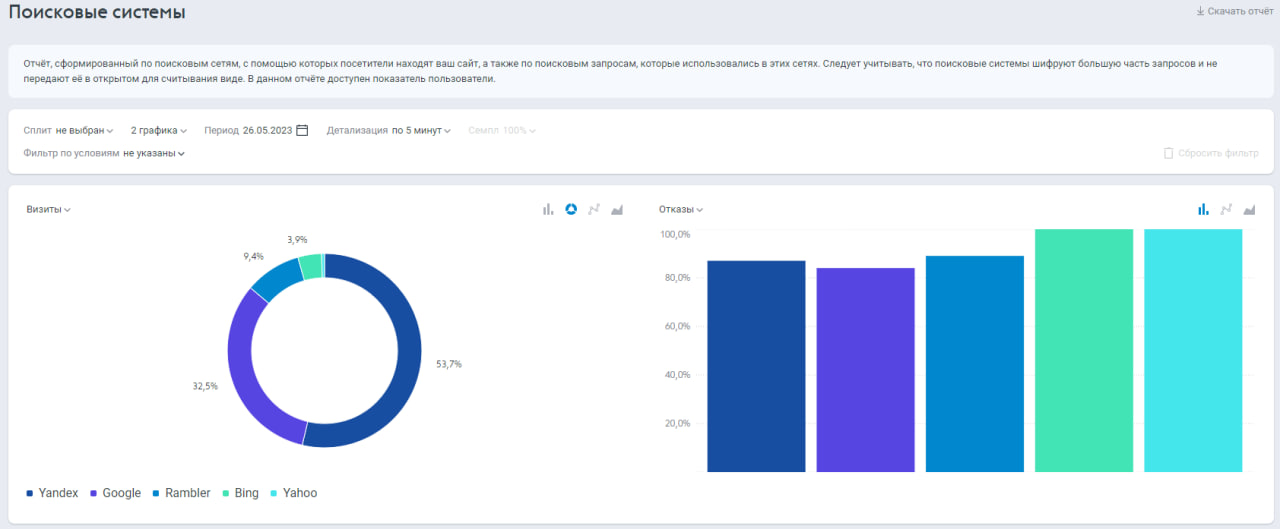 Поисковые системы
Скачать отчёт
Отчёт, сформированный по поисковым сетям, с помощью которых посетители находят ваш сайт, а также по поисковым запросам, которые использовались в этих сетях. Следует учитывать, что поисковые системы шифруют большую часть запросов и не
передают её в открытом для считывания виде. В данном отчёте доступен показатель пользователи.
Сплит не выбран 2 графика Период 26.05.2023 Детализация по 5 минут Семпл 100%
Фильтр по условиям не указаны Сбросить фильтр
Визиты
3,9%
9,4%
53,7%
32,5%
Yandex Google Rambler Bing Yahoo
Отказы
100,0%
80,0%
60,0%
40,0%
20,0%